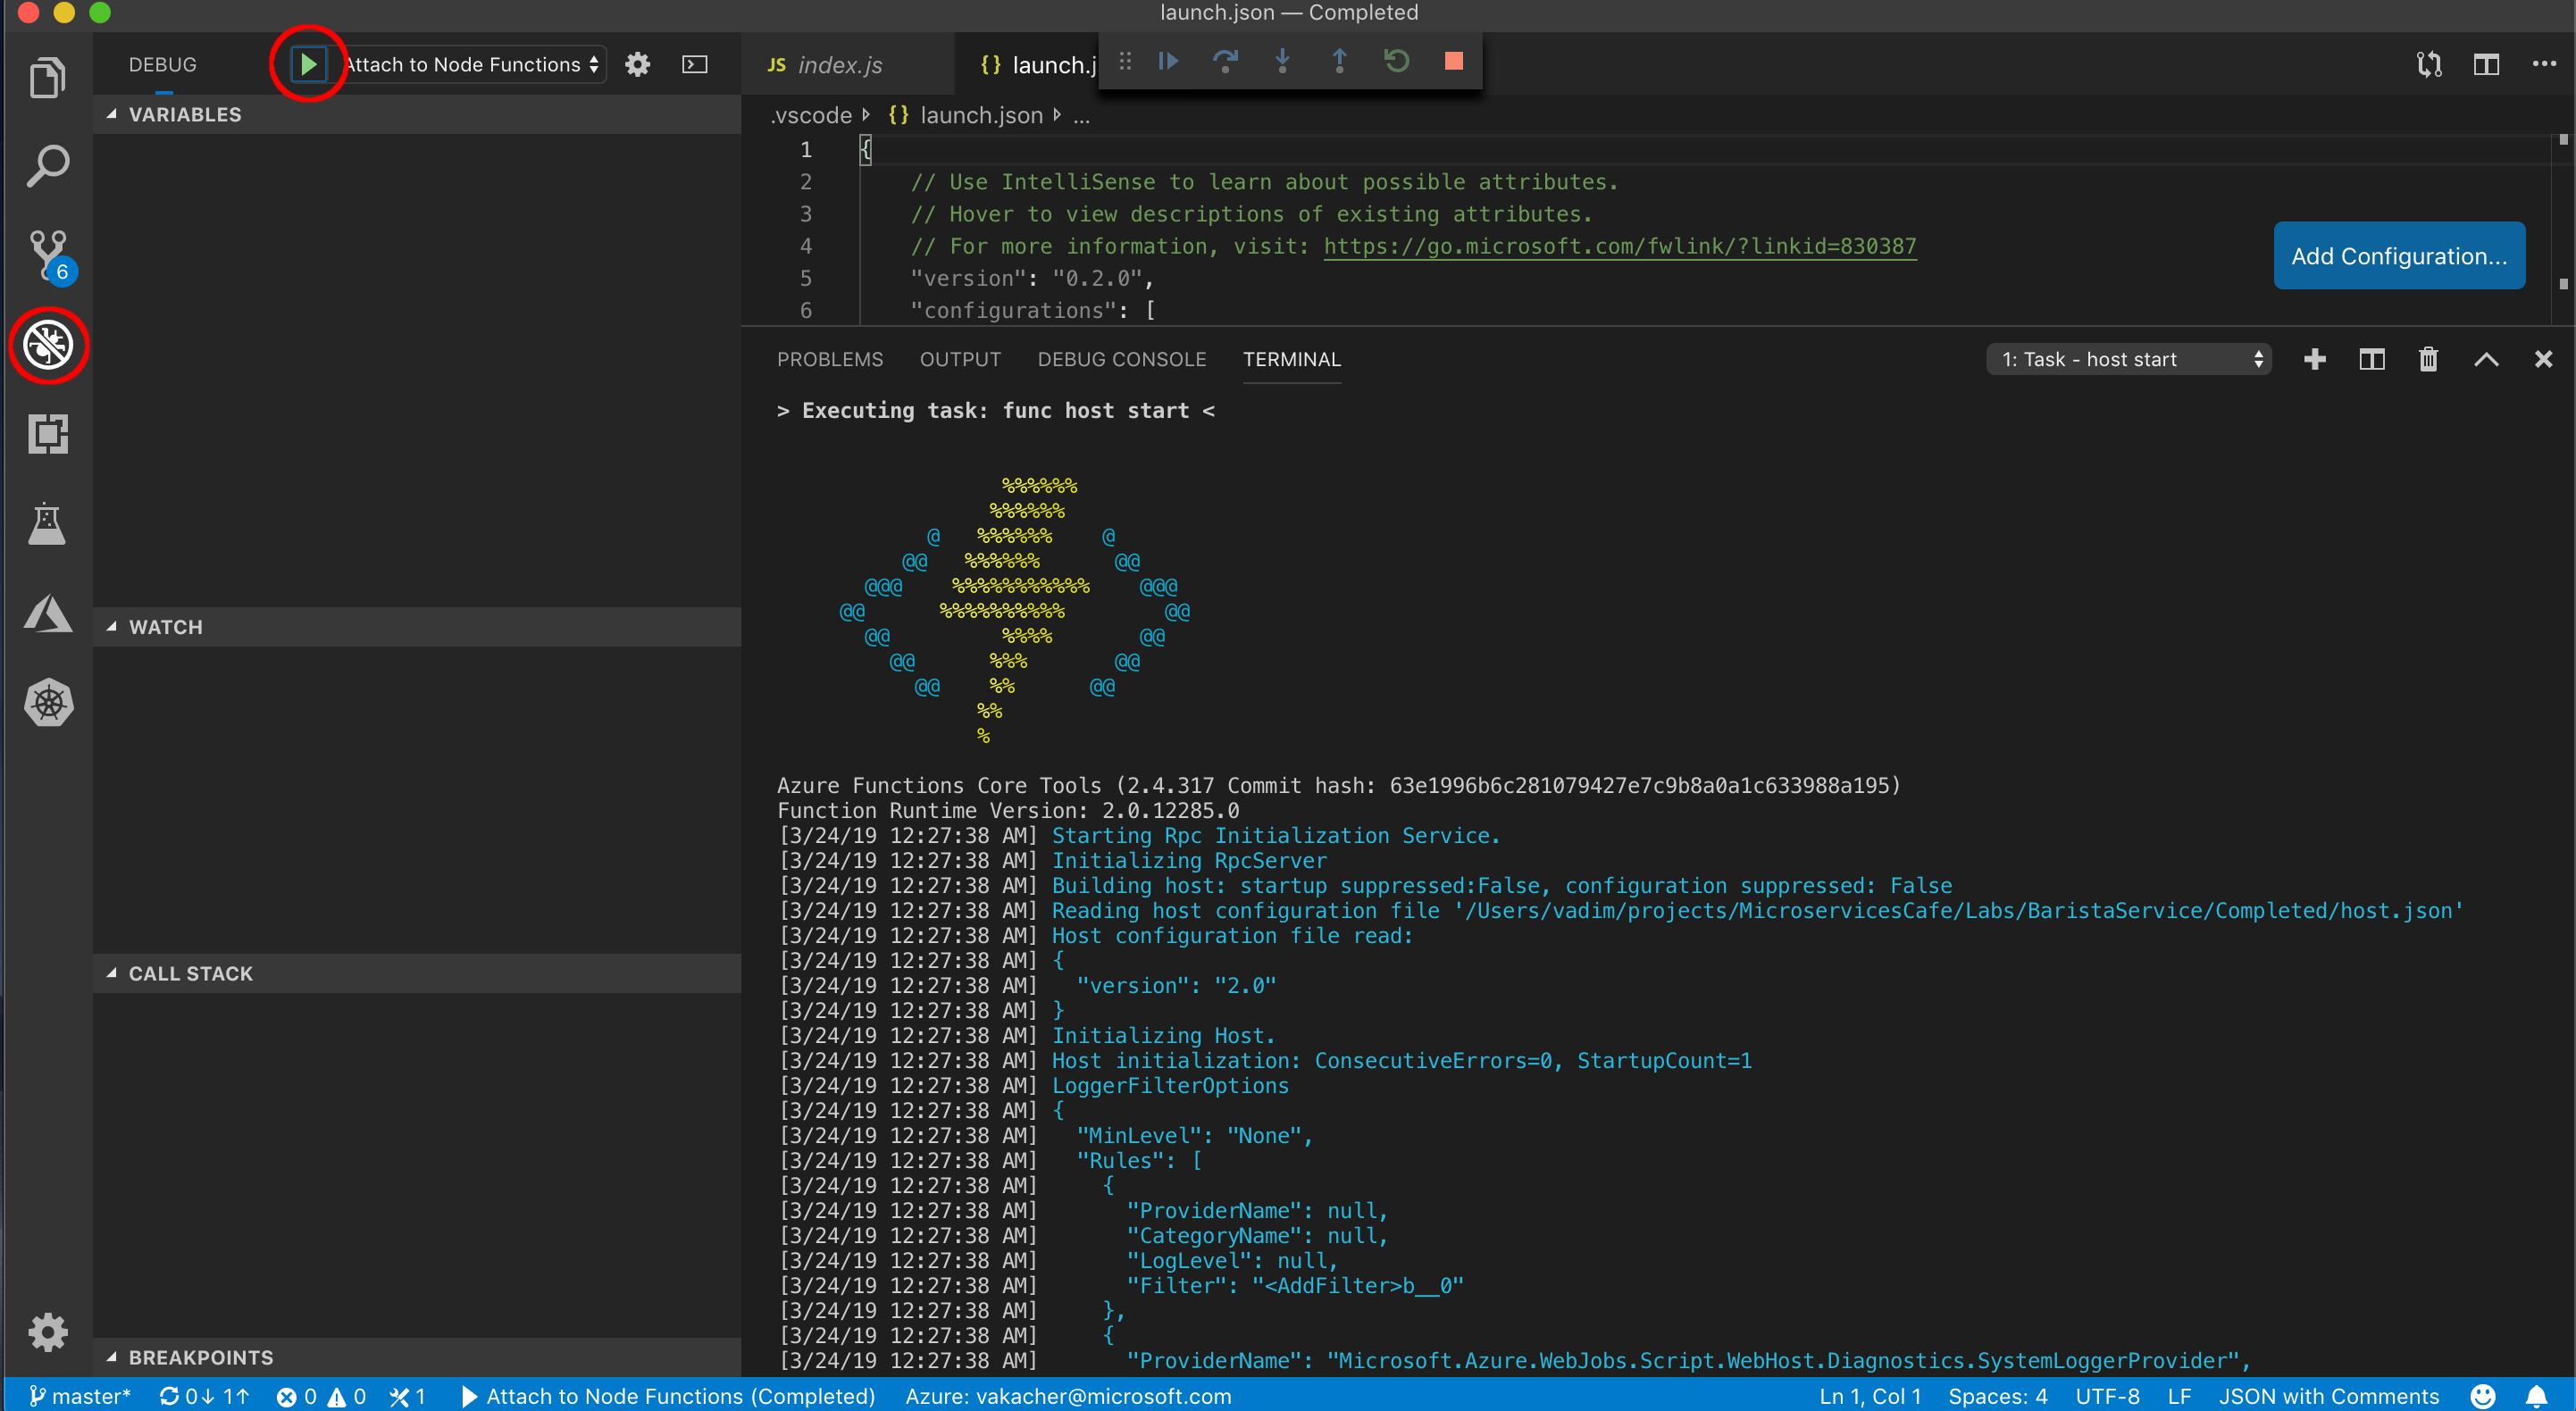 launch.json — Completed
DEBUG
Attach to Node Functions
JS index.js
{} launch.j
VARIABLES
.vscode {} launch.json ...
1 {
2 // Use IntelliSense to learn about possible attributes.
3 // Hover to view descriptions of existing attributes.
4 // For more information, visit: https://go.microsoft.com/fwlink/?linkid=830387
5 "version": "0.2.0",
6 "configurations": [
Add Configuration...
6
PROBLEMS OUTPUT DEBUG CONSOLE TERMINAL
1: Task - host start
> Executing task: func host start <
%%%%%%
%%%%%%
@ %%%%%% @
@@ %%%%%% @@
@@@ %%%%%%%%%%% @@@
@@ %%%%%%%%%% @@
@@ %%%% @@
@@ %%% @@
@@ %% @@
%%
%
WATCH
CALL STACK
BREAKPOINTS
Azure Functions Core Tools (2.4.317 Commit hash: 63e1996b6c281079427e7c9b8a0a1c633988a195)
Function Runtime Version: 2.0.12285.0
[3/24/19 12:27:38 AM] Starting Rpc Initialization Service.
[3/24/19 12:27:38 AM] Initializing RpcServer
[3/24/19 12:27:38 AM] Building host: startup suppressed:False, configuration suppressed: False
[3/24/19 12:27:38 AM] Reading host configuration file '/Users/vadim/projects/MicroservicesCafe/Labs/BaristaService/Completed/host.json'
[3/24/19 12:27:38 AM] Host configuration file read:
[3/24/19 12:27:38 AM] {
[3/24/19 12:27:38 AM]   "version": "2.0"
[3/24/19 12:27:38 AM] }
[3/24/19 12:27:38 AM] Initializing Host.
[3/24/19 12:27:38 AM] Host initialization: ConsecutiveErrors=0, StartupCount=1
[3/24/19 12:27:38 AM] LoggerFilterOptions
[3/24/19 12:27:38 AM] {
[3/24/19 12:27:38 AM]   "MinLevel": "None",
[3/24/19 12:27:38 AM]   "Rules": [
[3/24/19 12:27:38 AM]     {
[3/24/19 12:27:38 AM]       "ProviderName": null,
[3/24/19 12:27:38 AM]       "CategoryName": null,
[3/24/19 12:27:38 AM]       "LogLevel": null,
[3/24/19 12:27:38 AM]       "Filter": "<AddFilter>b__0"
[3/24/19 12:27:38 AM]     },
[3/24/19 12:27:38 AM]     {
[3/24/19 12:27:38 AM]       "ProviderName": "Microsoft.Azure.WebJobs.Script.WebHost.Diagnostics.SystemLoggerProvider",
master* 0↓ 1↑ 0 0 1 Attach to Node Functions (Completed) Azure: vakacher@microsoft.com Ln 1, Col 1 Spaces: 4 UTF-8 LF JSON with Comments